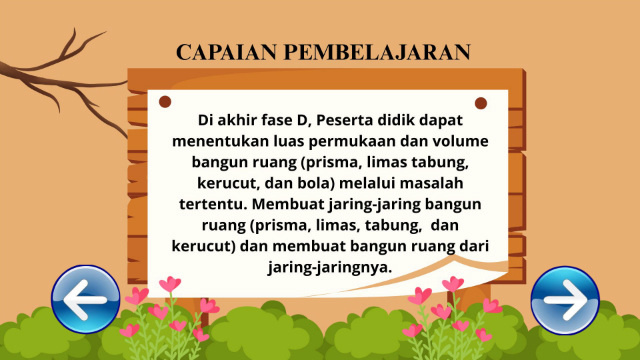 CAPAIAN PEMBELAJARAN
Di akhir fase D, Peserta didik dapat
menentukan luas permukaan dan volume
bangun ruang (prisma, limas tabung,
kerucut, dan bola) melalui masalah
tertentu. Membuat jaring-jaring bangun
ruang (prisma, limas, tabung, dan
kerucut) dan membuat bangun ruang dari
jaring-jaringnya.